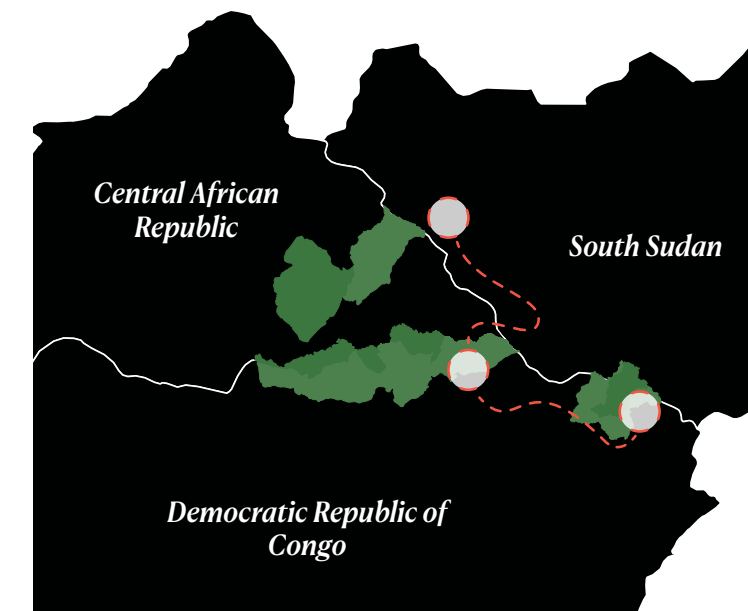 Central African
Republic
South Sudan
Democratic Republic of
Congo